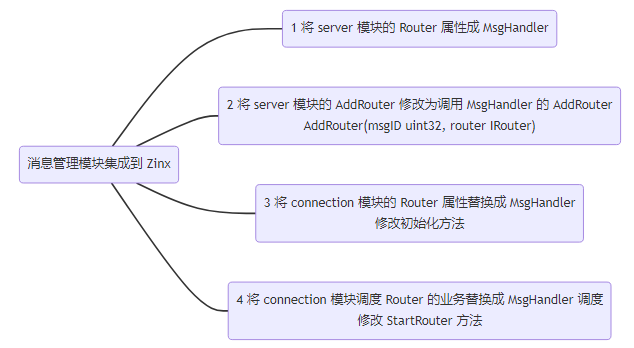 消息管理模块集成到 Zinx
1 将 server 模块的 Router 属性成 MsgHandler
2 将 server 模块的 AddRouter 修改为调用 MsgHandler 的 AddRouter
AddRouter(msgID uint32, router IRouter)
3 将 connection 模块的 Router 属性替换成 MsgHandler
修改初始化方法
4 将 connection 模块调度 Router 的业务替换成 MsgHandler 调度
修改 StartRouter 方法